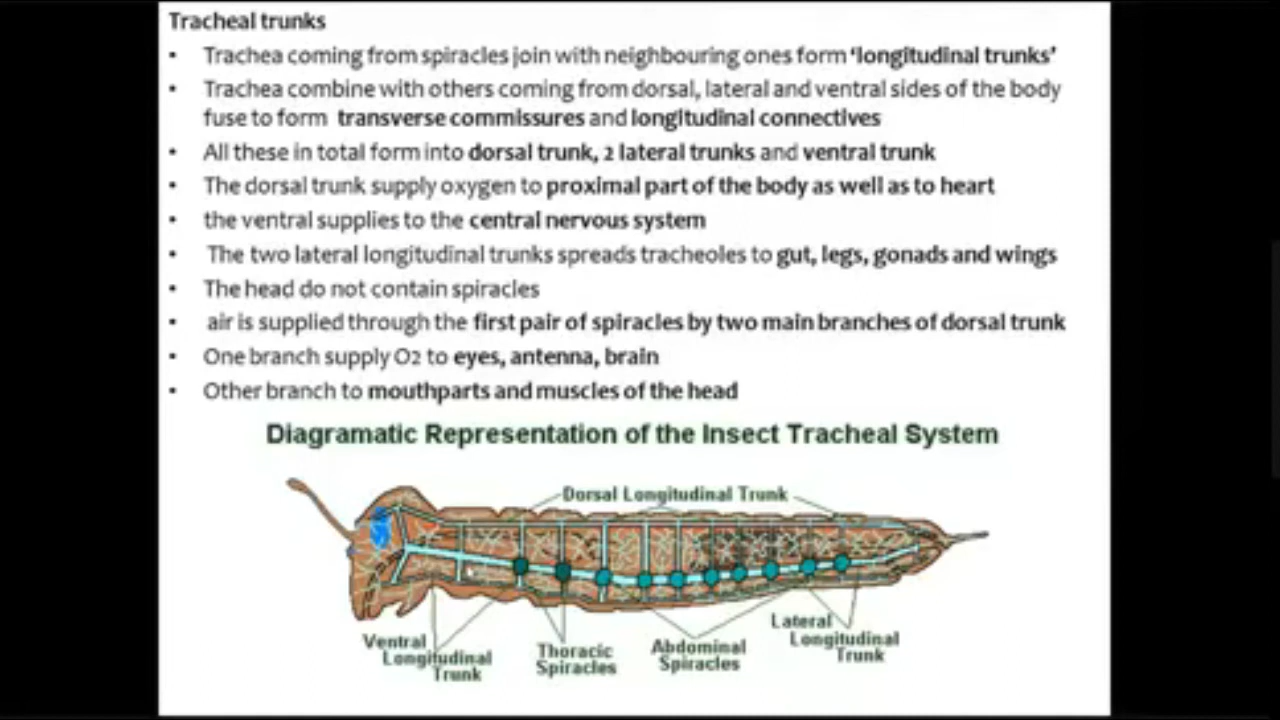 Tracheal trunks
• Trachea coming from spiracles join with neighbouring ones form ‘longitudinal trunks’
• Trachea combine with others coming from dorsal, lateral and ventral sides of the body
fuse to form transverse commissures and longitudinal connectives
• All these in total form into dorsal trunk, 2 lateral trunks and ventral trunk
• The dorsal trunk supply oxygen to proximal part of the body as well as to heart
• the ventral supplies to the central nervous system
• The two lateral longitudinal trunks spreads tracheoles to gut, legs, gonads and wings
• The head do not contain spiracles
• air is supplied through the first pair of spiracles by two main branches of dorsal trunk
• One branch supply O2 to eyes, antenna, brain
• Other branch to mouthparts and muscles of the head
Diagramatic Representation of the Insect Tracheal System
Dorsal Longitudinal Trunk
Ventral
Longitudinal
Trunk
Thoracic
Spiracles
Abdominal
Spiracles
Lateral
Longitudinal
Trunk